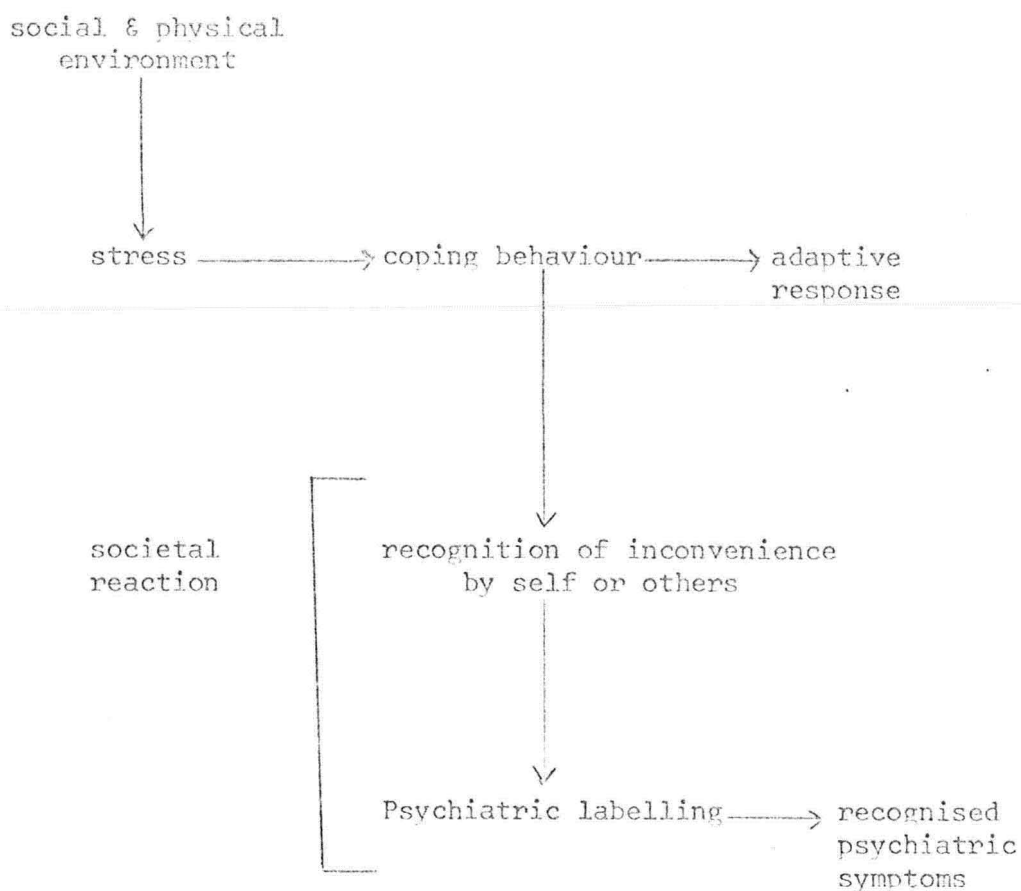 social & physical
environment
stress
coping behaviour
adaptive
response
societal
reaction
recognition of inconvenience
by self or others
Psychiatric labelling
recognised
psychiatric
symptoms